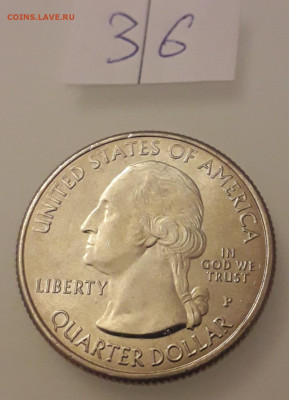 COINS.LAVE.RU
36
UNITED STATES OF AMERICA
LIBERTY
IN
GOD WE
TRUST
P
QUARTER DOLLAR